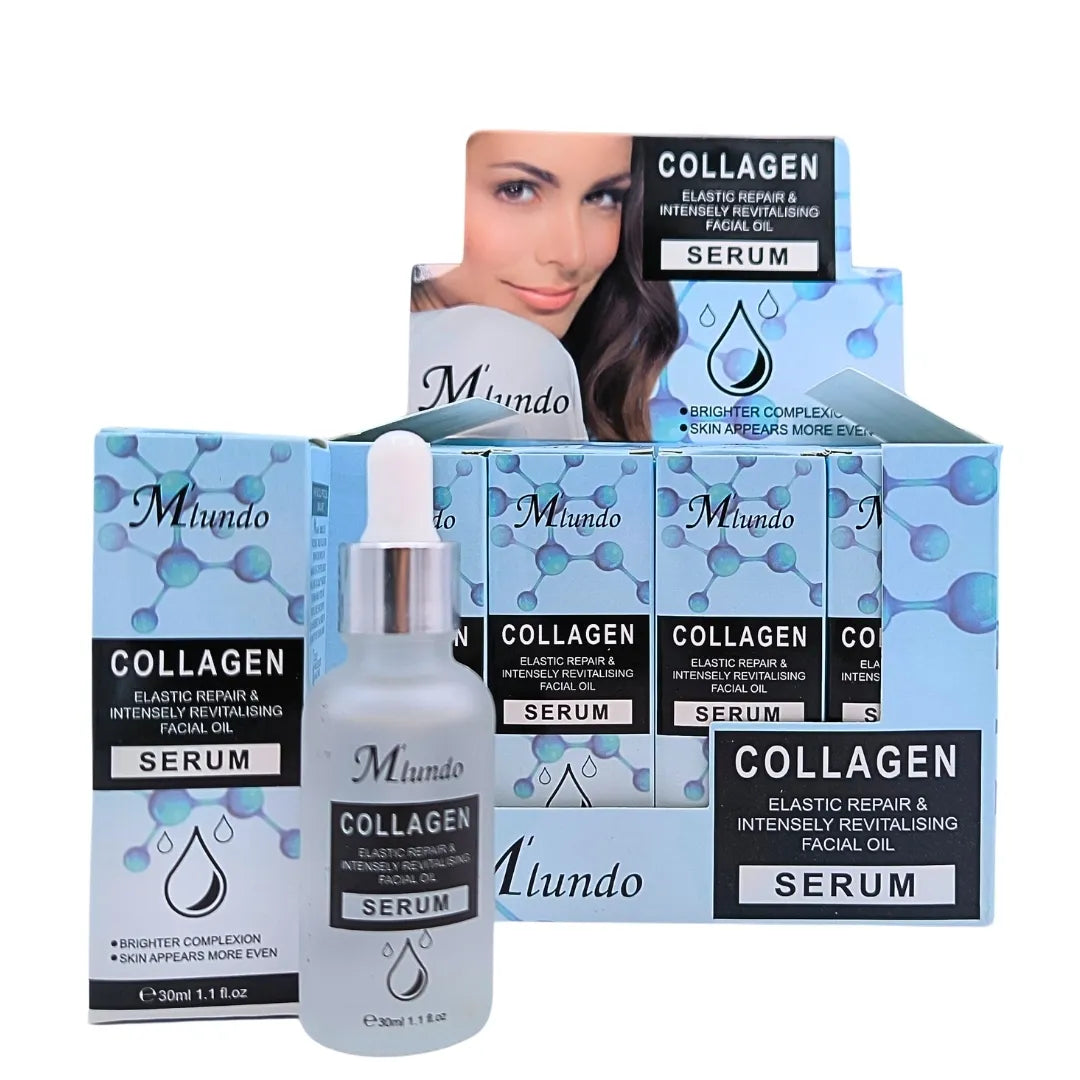 COLLAGEN
ELASTIC REPAIR &
INTENSELY REVITALISING
FACIAL OIL
SERUM
M'lundo
•BRIGHTER COMPLEXIO
•SKIN APPEARS MORE EVEN
M'lundo
COLLAGEN
ELASTIC REPAIR &
INTENSELY REVITALISING
FACIAL OIL
SERUM
•BRIGHTER COMPLEXION
•SKIN APPEARS MORE EVEN
℮30ml 1.1 fl.oz
M'lundo
COLLAGEN
ELASTIC REPAIR &
INTENSELY REVITALISING
FACIAL OIL
SERUM
℮30ml 1.1 fl.oz
M'lundo
COLLAGEN
ELASTIC REPAIR &
INTENSELY REVITALISING
FACIAL OIL
SERUM
M'lundo
COLLAGEN
ELASTIC REPAIR &
INTENSELY REVITALISING
FACIAL OIL
SERUM
M'lundo
COLLAGEN
ELASTIC REPAIR &
INTENSELY REVITALISING
FACIAL OIL
SERUM